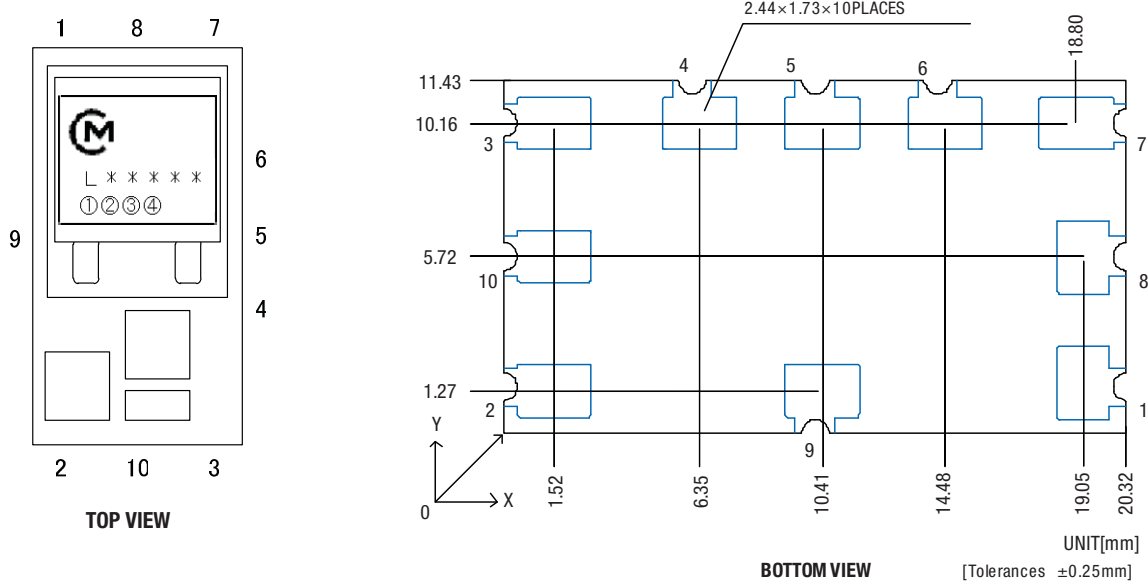 1 8 7
M
L * * * * *
①②③④
6
9
5
4
2 10 3
TOP VIEW
2.44×1.73×10PLACES
18.80
4 5 6
11.43
10.16
3
7
5.72
10
8
1.27
2
1
9
Y
X
0
1.52
6.35
10.41
14.48
19.05
20.32
UNIT[mm]
BOTTOM VIEW
[Tolerances ±0.25mm]